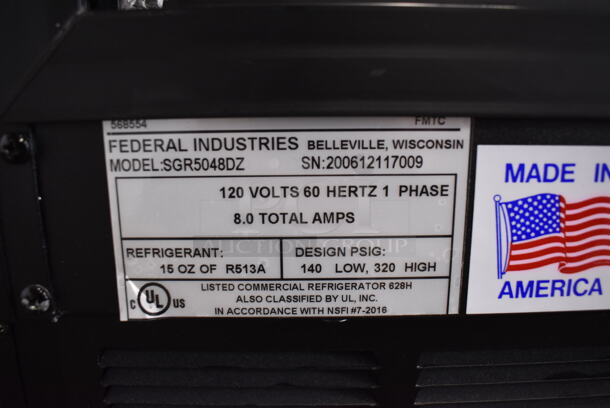 568554 FMTC
FEDERAL INDUSTRIES BELLEVILLE, WISCONSIN
MODEL:SGR5048DZ SN:200612117009
120 VOLTS 60 HERTZ 1 PHASE
8.0 TOTAL AMPS
REFRIGERANT:
15 OZ OF R513A
DESIGN PSIG:
140 LOW, 320 HIGH
LISTED COMMERCIAL REFRIGERATOR 628H
ALSO CLASSIFIED BY UL, INC.
IN ACCORDANCE WITH NSFI #7-2016
C UL US
MADE IN
AMERICA
AUCTION GROUP